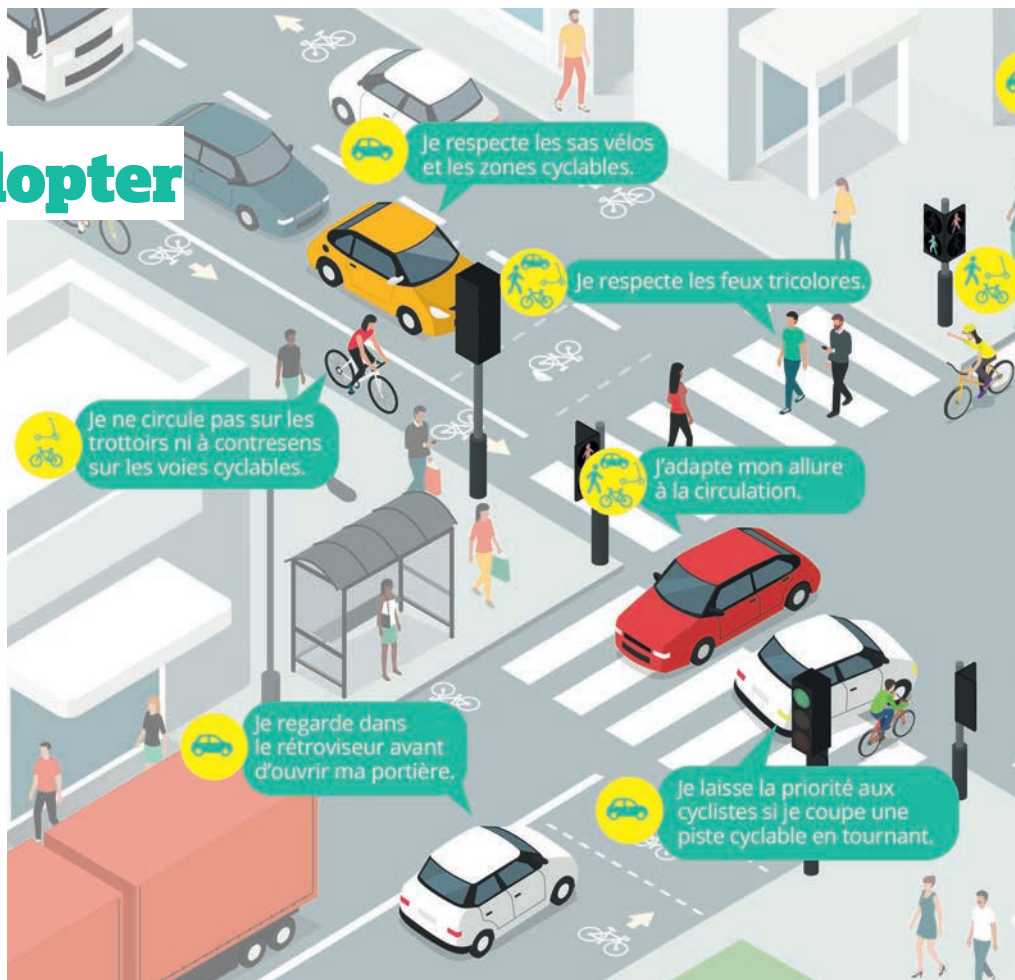 dopter
Je respecte les sas vélos
et les zones cyclables.
Je respecte les feux tricolores.
Je ne circule pas sur les
trottoirs ni à contresens
sur les voies cyclables.
J’adapte mon allure
à la circulation.
Je regarde dans
le rétroviseur avant
d’ouvrir ma portière.
Je laisse la priorité aux
cyclistes si je coupe une
piste cyclable en tournant.